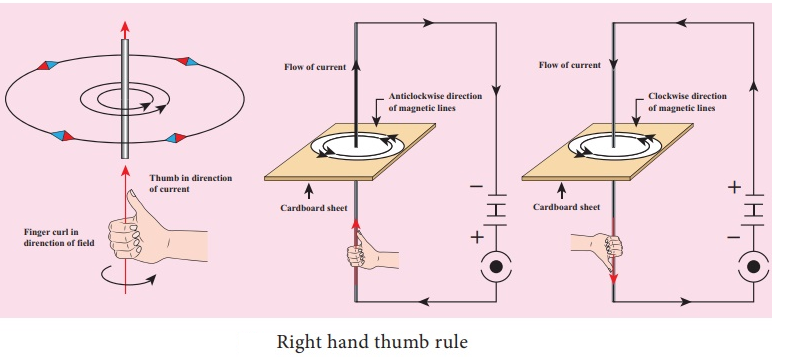 Thumb in direnction
of current
Finger curl in
direnction of field
Flow of current
Anticlockwise direction
of magnetic lines
Cardboard sheet
−
+
Flow of current
Clockwise direction
of magnetic lines
Cardboard sheet
+
−
Right hand thumb rule